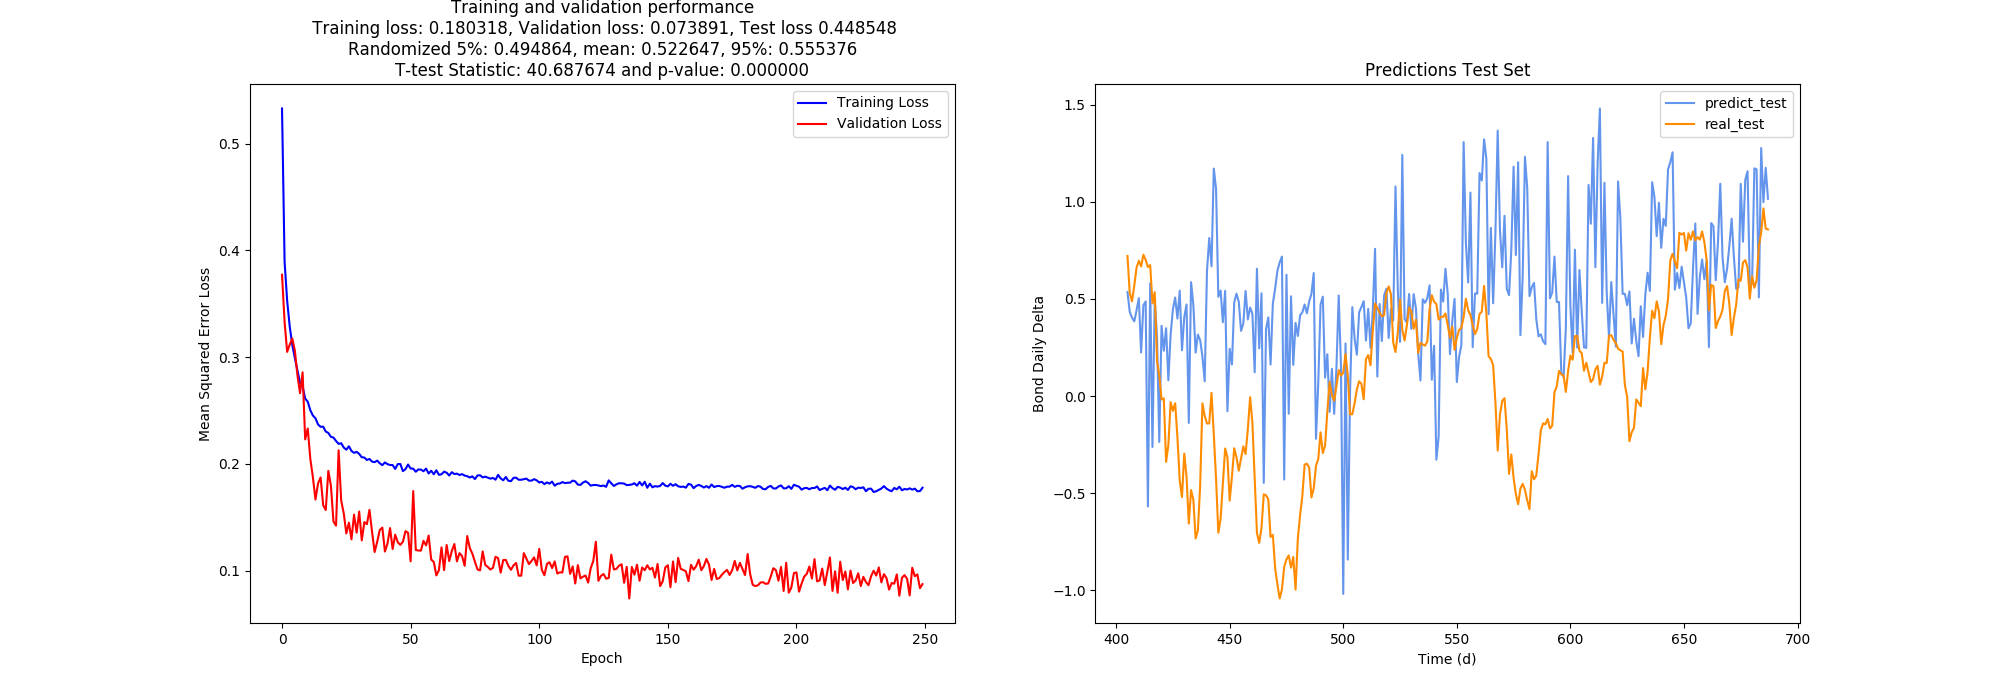 Training and validation performance
Training loss: 0.180318, Validation loss: 0.073891, Test loss 0.448548
Randomized 5%: 0.494864, mean: 0.522647, 95%: 0.555376
T-test Statistic: 40.687674 and p-value: 0.000000
Training Loss
Validation Loss
0.5
0.4
0.3
0.2
0.1
Mean Squared Error Loss
0
50
100
150
200
250
Epoch
Predictions Test Set
predict_test
real_test
1.5
1.0
0.5
0.0
−0.5
−1.0
Bond Daily Delta
400
450
500
550
600
650
700
Time (d)